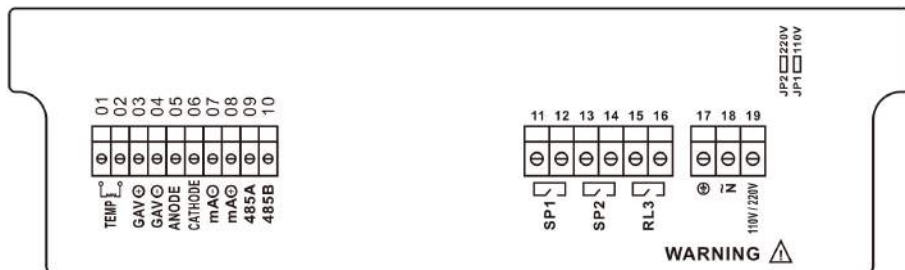 JP2 220V
JP1 110V
01 02 03 04 05 06 07 08 09 10
11 12 13 14 15 16
17 18 19
TEMP
GAV⊕
GAV⊖
ANODE
CATHODE
mA⊖
mA⊕
485A
485B
SP1
SP2
RL3
~N
110V / 220V
WARNING